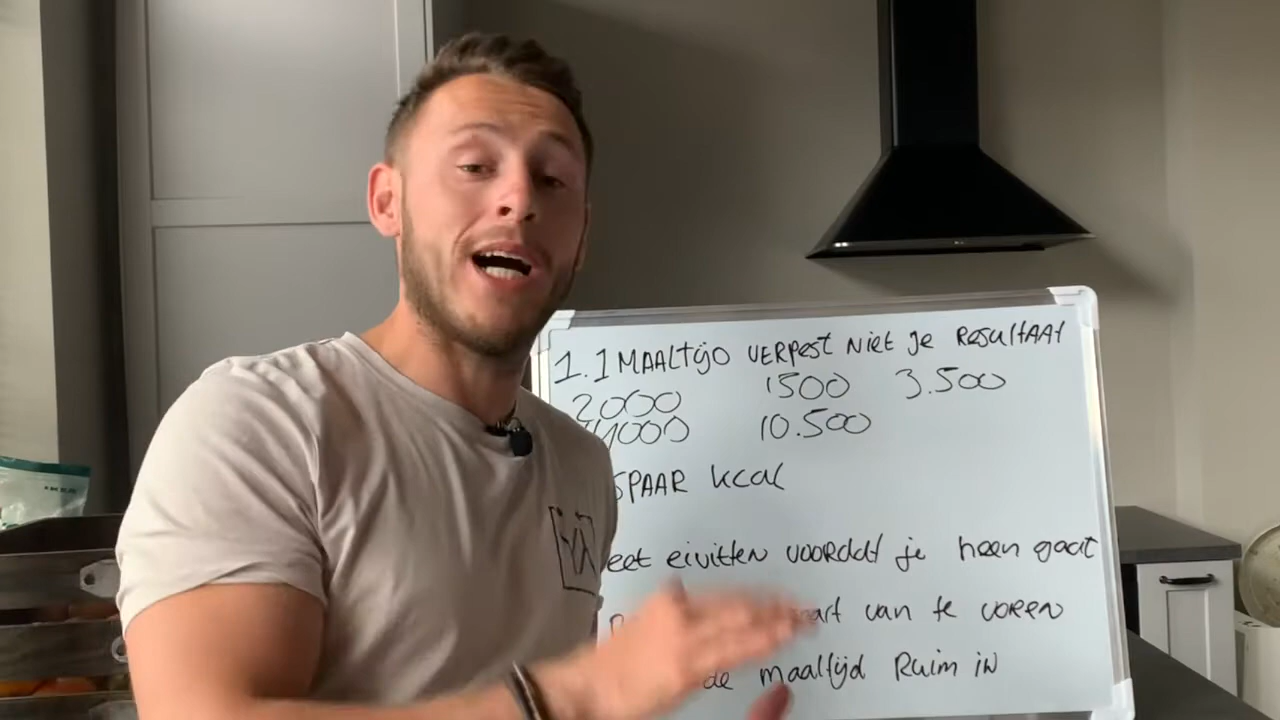 1. 1 MAALTIJD VERPEST NIET JE RESULTAAT
2000 1500 3.500
14000 10.500
SPAAR kcal
eet eiwitten voordat je heen gaat
van te voren
de maaltijd Ruim in
IKEA